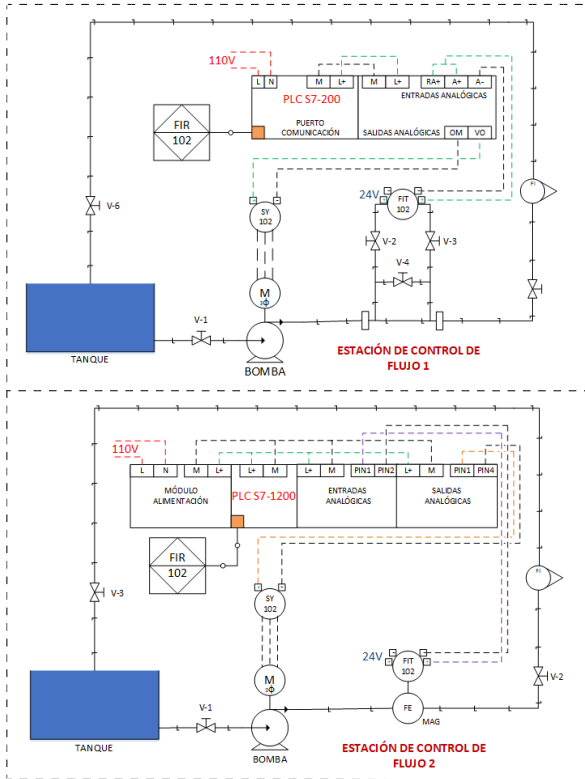 110V
L N
M L+
M L+
RA+ A+ A-
PLC S7-200
ENTRADAS ANALÓGICAS
PUERTO
COMUNICACIÓN
SALIDAS ANALÓGICAS
OM VO
FIR
102
24V
FIT
102
SY
102
FI
V-6
V-2
V-3
V-4
M
3Φ
V-1
TANQUE
BOMBA
ESTACIÓN DE CONTROL DE
FLUJO 1
110V
L N M L+ L+ M L+ M PIN1 PIN2 L+ M PIN1 PIN4
MÓDULO
ALIMENTACIÓN
PLC S7-1200
ENTRADAS
ANALÓGICAS
SALIDAS
ANALÓGICAS
FIR
102
FI
V-3
SY
102
24V
FIT
102
V-2
M
3Φ
FE
MAG
V-1
TANQUE
BOMBA
ESTACIÓN DE CONTROL DE
FLUJO 2